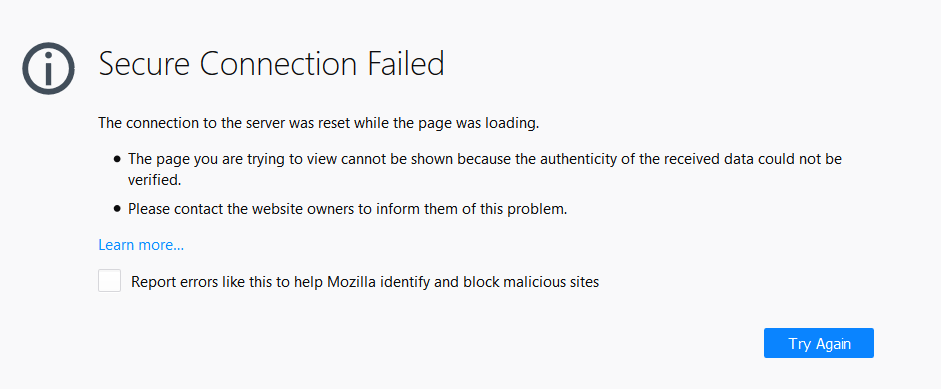 Secure Connection Failed
The connection to the server was reset while the page was loading.
• The page you are trying to view cannot be shown because the authenticity of the received data could not be
verified.
• Please contact the website owners to inform them of this problem.
Learn more...
Report errors like this to help Mozilla identify and block malicious sites
Try Again